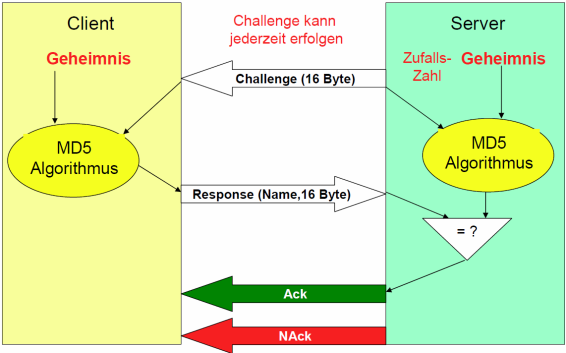 Client
Challenge kann
jederzeit erfolgen
Server
Geheimnis
Zufalls-
Zahl
Geheimnis
Challenge (16 Byte)
MD5
Algorithmus
MD5
Algorithmus
Response (Name,16 Byte)
= ?
Ack
NAck